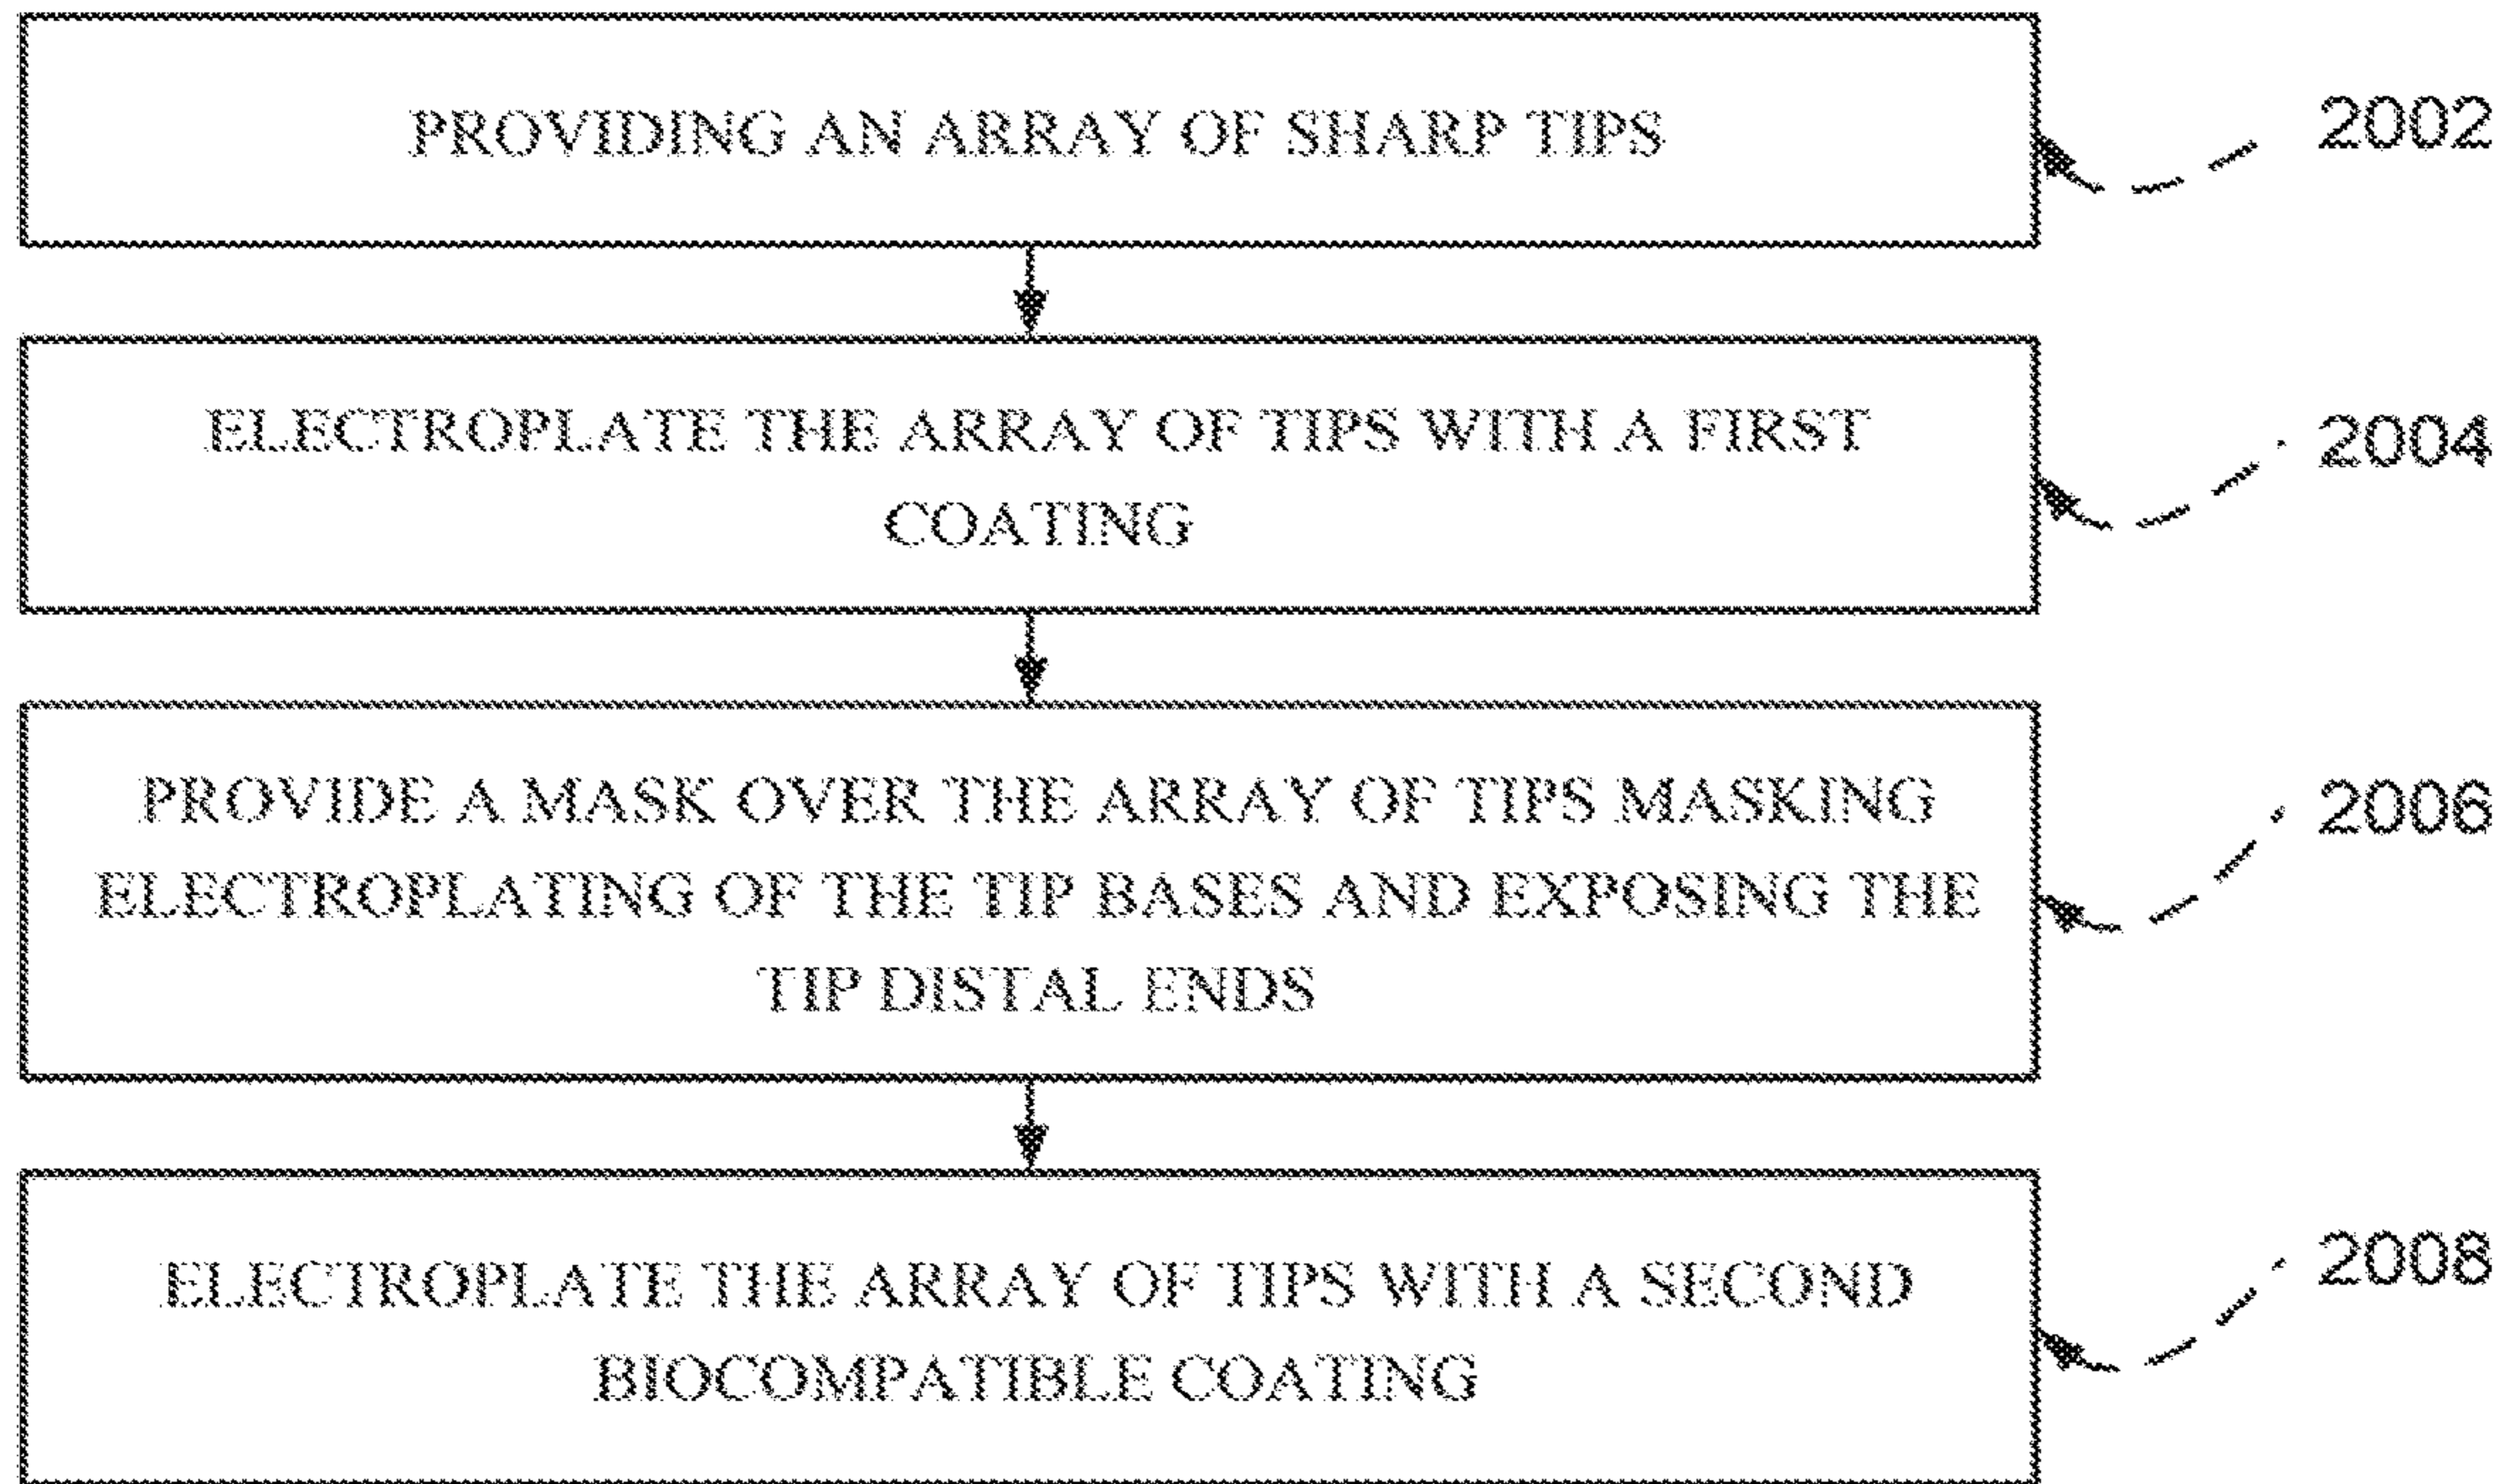 PROVIDING AN ARRAY OF SHARP TIPS
2002
ELECTROPLATE THE ARRAY OF TIPS WITH A FIRST
COATING
2004
PROVIDE A MASK OVER THE ARRAY OF TIPS MASKING
ELECTROPLATING OF THE TIP BASES AND EXPOSING THE
TIP DISTAL ENDS
2006
ELECTROPLATE THE ARRAY OF TIPS WITH A SECOND
BIOCOMPATIBLE COATING
2008